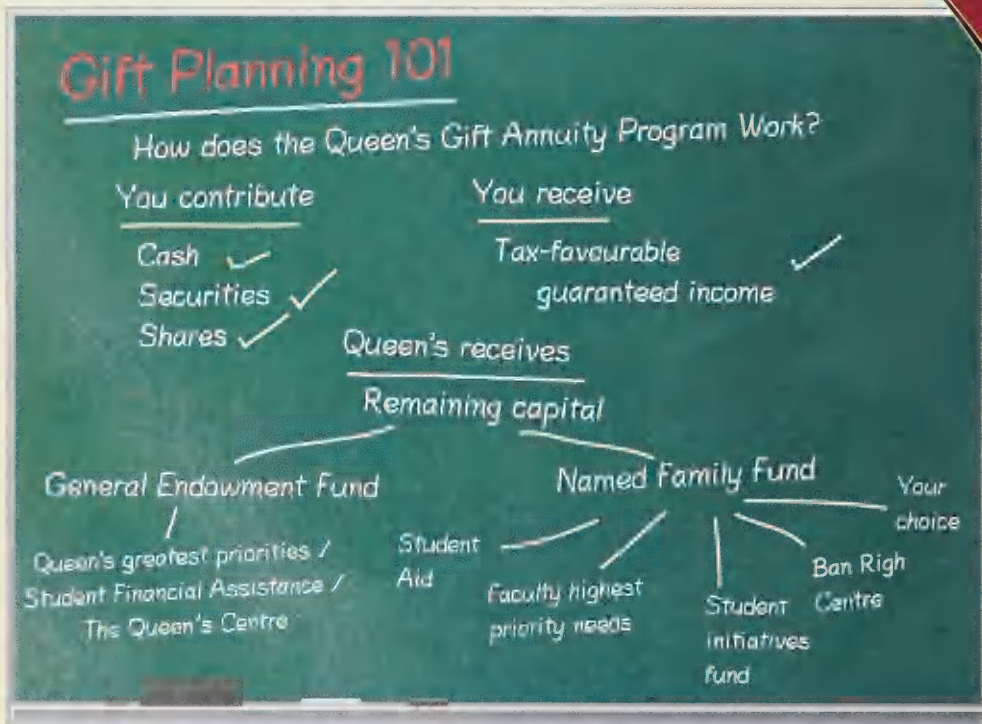 Gift Planning 101
How does the Queen's Gift Annuity Program Work?
You contribute
Cash
Securities
Shares
You receive
Tax-favourable
guaranteed income
Queen's receives
Remaining capital
General Endowment Fund
Queen's greatest priorities /
Student Financial Assistance /
The Queen's Centre
Named Family Fund
Student
Aid
Faculty highest
priority needs
Student
initiatives
fund
Ban Righ
Centre
Your
choice